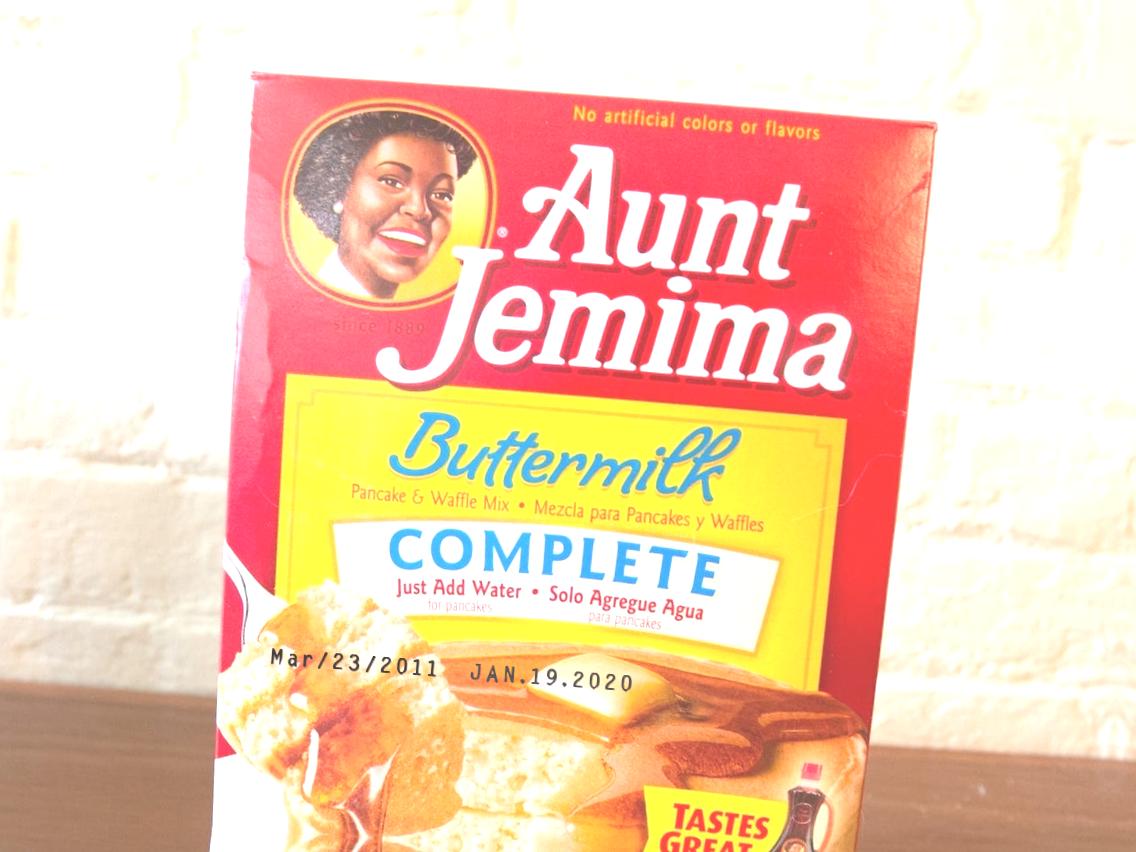 No artificial colors or flavors
Aunt
Jemima
®
since 1889
Buttermilk
Pancake & Waffle Mix • Mezcla para Pancakes y Waffles
COMPLETE
Just Add Water • Solo Agregue Agua
for pancakes para pancakes
Mar/23/2011 JAN.19.2020
TASTES
GREAT